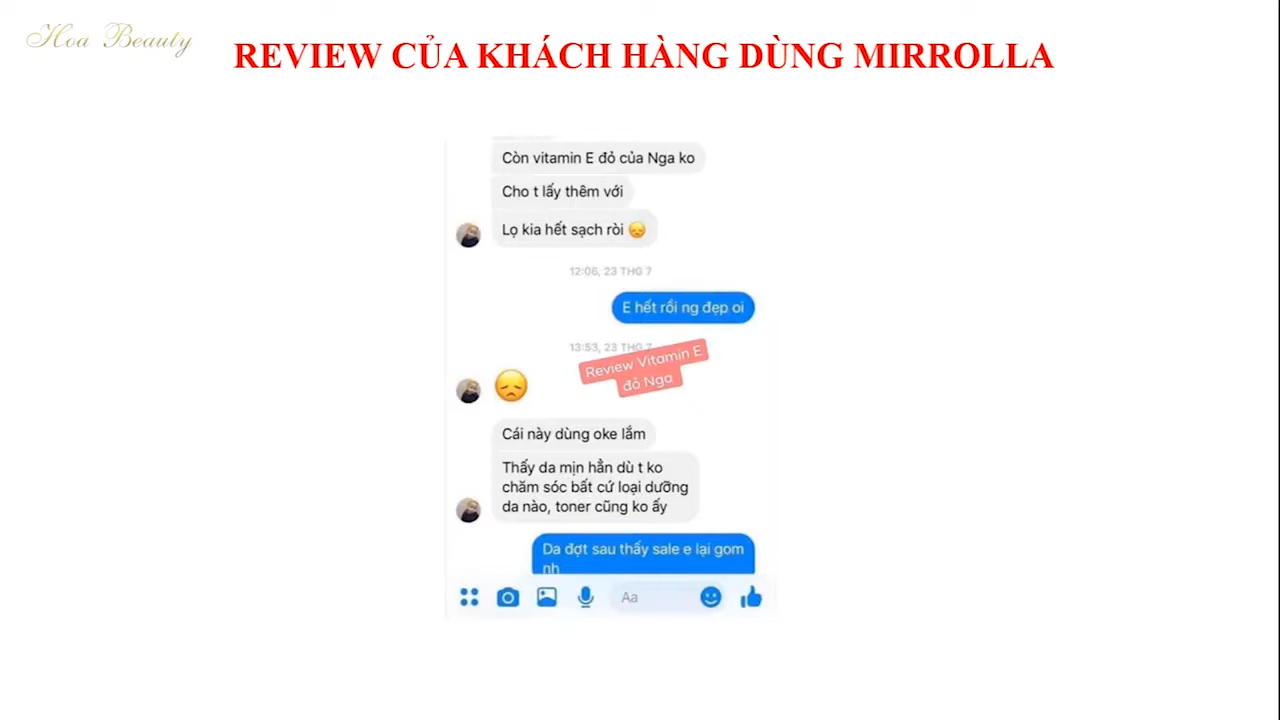 Hoa Beauty
REVIEW CỦA KHÁCH HÀNG DÙNG MIRROLLA
Còn vitamin E đỏ của Nga ko
Cho t lấy thêm với
Lọ kia hết sạch ròi 😞
12:06, 23 THG 7
E hết rồi ng đẹp oi
13:53, 23 THG 7
Review Vitamin E
đỏ Nga
😞
Cái này dùng oke lắm
Thấy da mịn hẳn dù t ko
chăm sóc bất cứ loại dưỡng
da nào, toner cũng ko ấy
Da đợt sau thấy sale e lại gom
nh
Aa